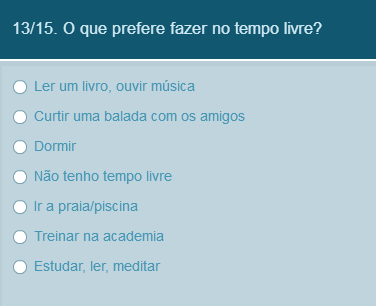 13/15. O que prefere fazer no tempo livre?
Ler um livro, ouvir música
Curtir uma balada com os amigos
Dormir
Não tenho tempo livre
Ir a praia/piscina
Treinar na academia
Estudar, ler, meditar